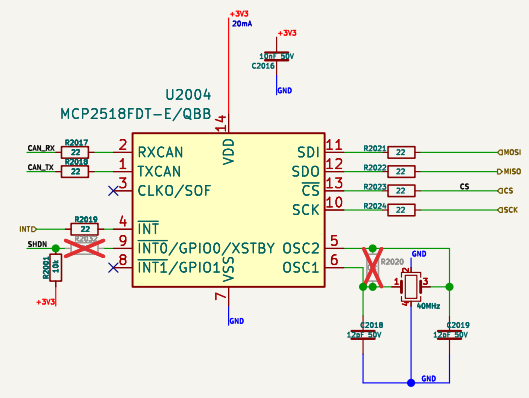 +3V3
20mA
+3V3
10nF 50V
C2016
GND
U2004
MCP2518FDT-E/QBB
14
VDD
CAN_RX
R2017
22
2
RXCAN
CAN_TX
R2018
22
1
TXCAN
3
CLKO/SOF
INT
R2019
22
4
INT
SHDN
R2032
9
INT0/GPIO0/XSTBY
8
INT1/GPIO1
R2001
10k
+3V3
VSS
7
GND
SDI
11
R2021
22
MOSI
SDO
12
R2022
22
MISO
CS
13
R2023
22
CS
CS
SCK
10
R2024
22
SCK
OSC2
5
OSC1
6
R2020
GND
2
1
3
4
40MHz
C2018
12pF 50V
C2019
12pF 50V
GND